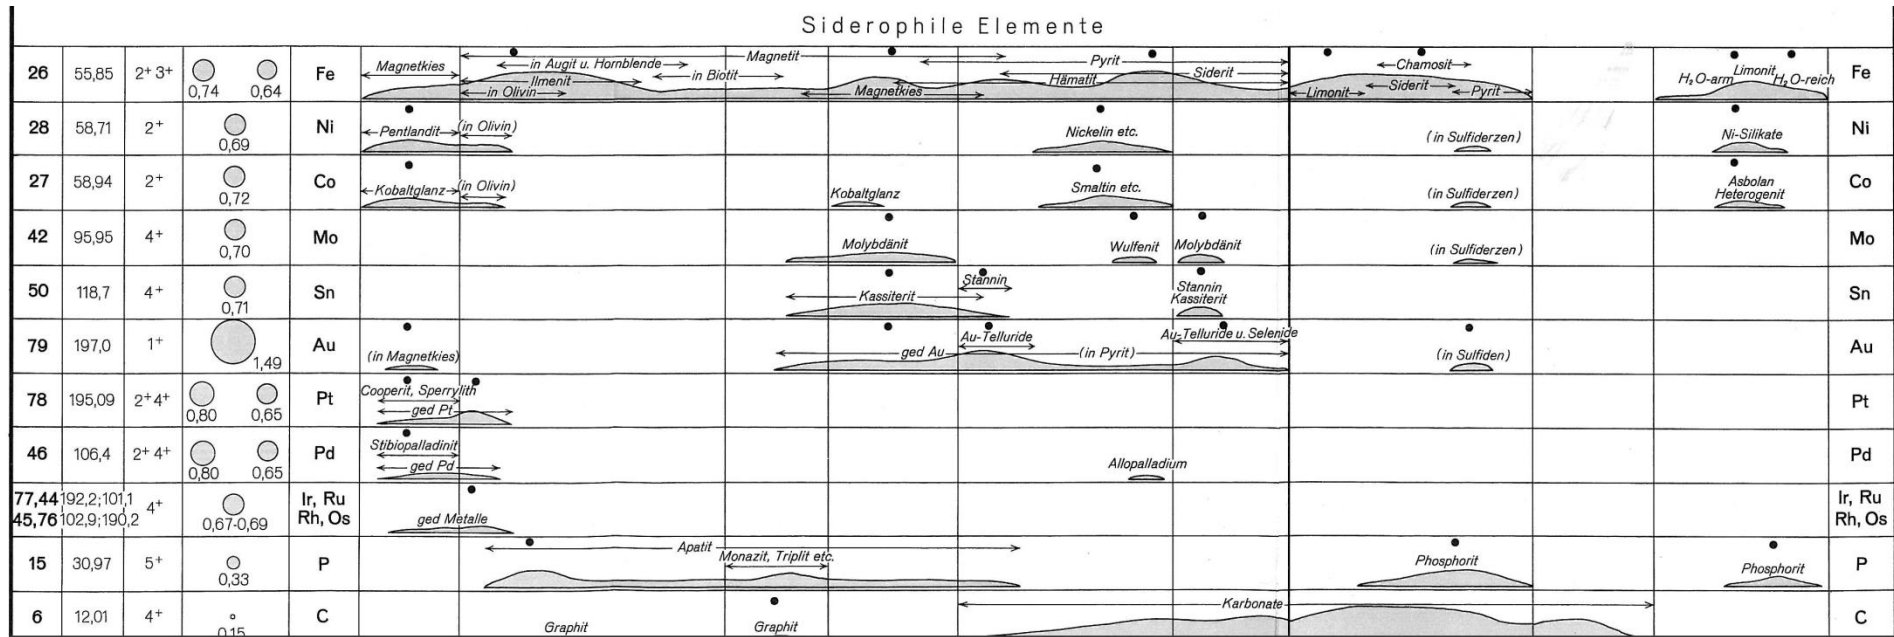 Siderophile Elemente
26 55,85 2+ 3+ 0,74 0,64 Fe Magnetkies in Augit u. Hornblende Ilmenit in Olivin in Biotit Magnetit Magnetkies Pyrit Hämatit Siderit Limonit Chamosit Siderit Pyrit H₂O-arm Limonit H₂O-reich Fe
28 58,71 2+ 0,69 Ni Pentlandit (in Olivin) Nickelin etc. (in Sulfiderzen) Ni-Silikate Ni
27 58,94 2+ 0,72 Co Kobaltglanz (in Olivin) Kobaltglanz Smaltin etc. (in Sulfiderzen) Asbolan Heterogenit Co
42 95,95 4+ 0,70 Mo Molybdänit Wulfenit Molybdänit (in Sulfiderzen) Mo
50 118,7 4+ 0,71 Sn Kassiterit Stannin Stannin Kassiterit Sn
79 197,0 1+ 1,49 Au (in Magnetkies) ged Au Au-Telluride (in Pyrit) Au-Telluride u. Selenide (in Sulfiden) Au
78 195,09 2+ 4+ 0,80 0,65 Pt Cooperit, Sperrylith ged Pt Pt
46 106,4 2+ 4+ 0,80 0,65 Pd Stibiopalladinit ged Pd Allopalladium Pd
77,44 192,2; 101,1 4+ 0,67-0,69 Ir, Ru ged Metalle Ir, Ru
45,76 102,9; 190,2 Rh, Os Rh, Os
15 30,97 5+ 0,33 P Apatit Monazit, Triplit etc. Phosphorit Phosphorit P
6 12,01 4+ 0,15 C Graphit Graphit Karbonate C